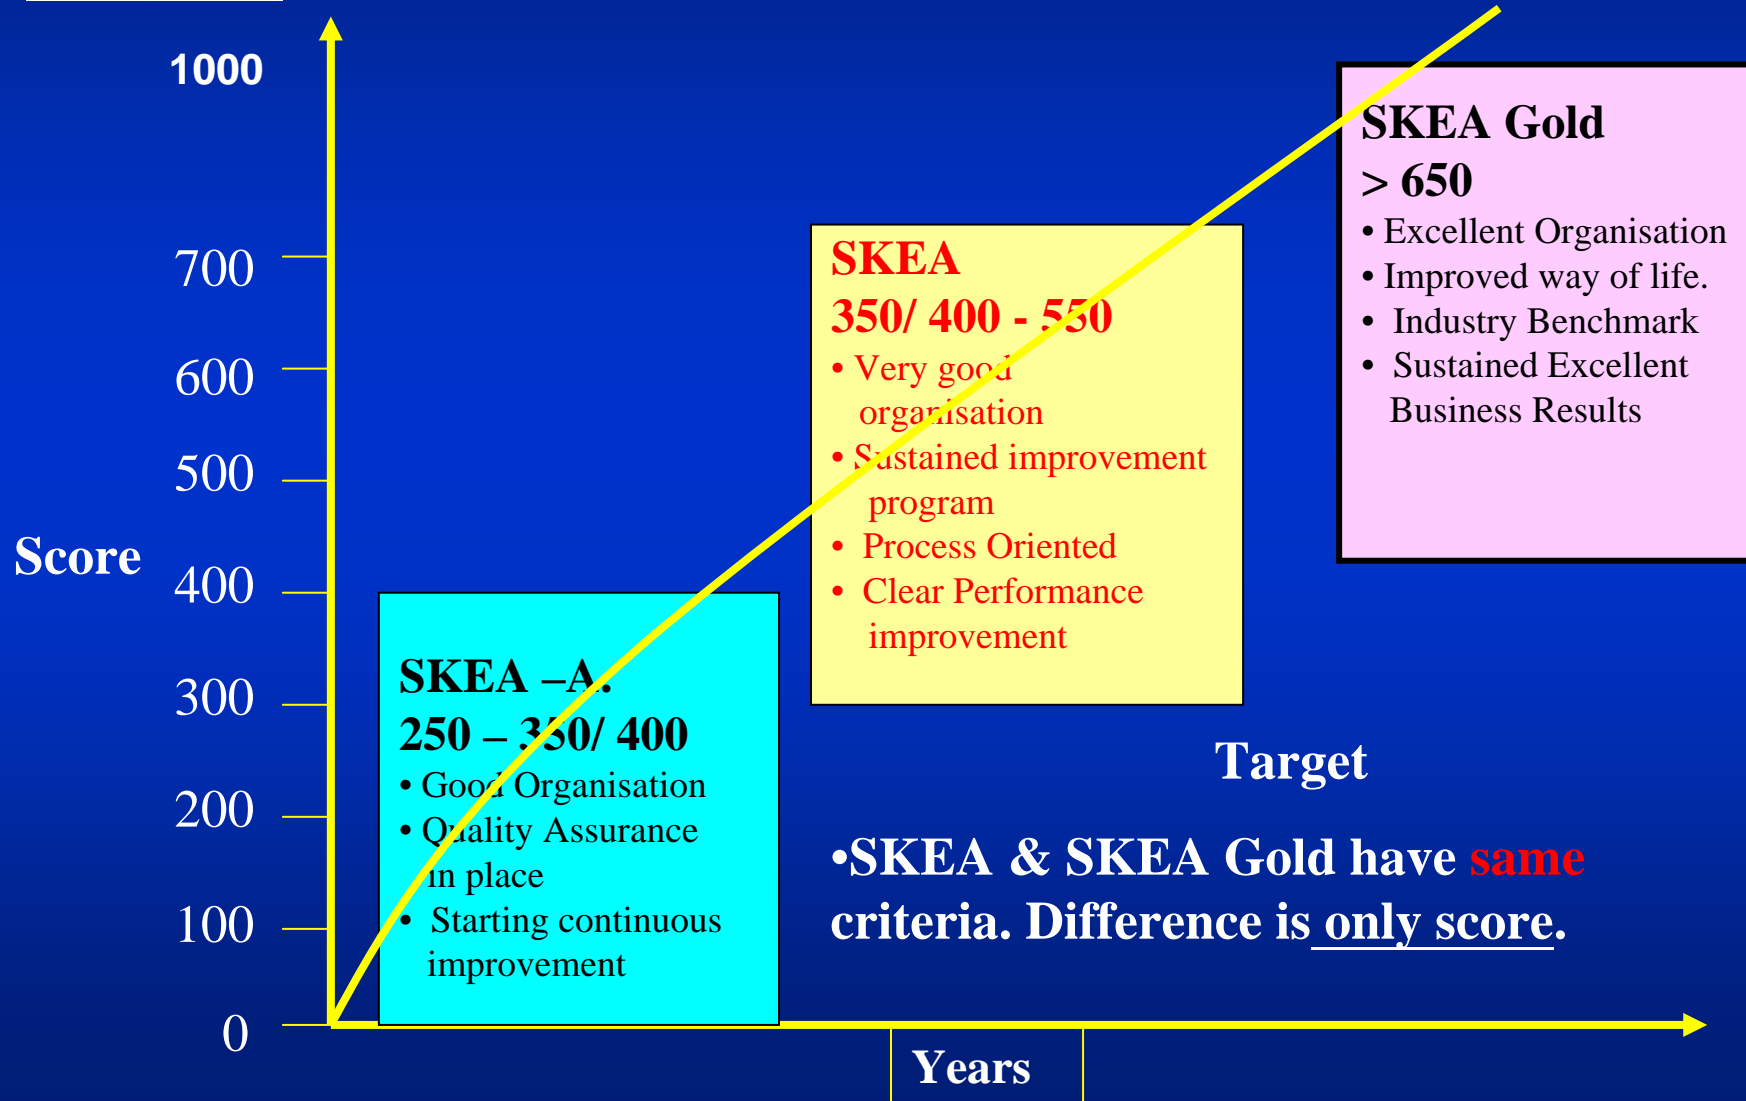 1000
700
600
500
Score
400
300
200
100
0
SKEA –A.
250 – 350/ 400
• Good Organisation
• Quality Assurance
in place
• Starting continuous
improvement
SKEA
350/ 400 - 550
• Very good
organisation
• Sustained improvement
program
• Process Oriented
• Clear Performance
improvement
SKEA Gold
> 650
• Excellent Organisation
• Improved way of life.
• Industry Benchmark
• Sustained Excellent
Business Results
Target
•SKEA & SKEA Gold have same
criteria. Difference is only score.
Years